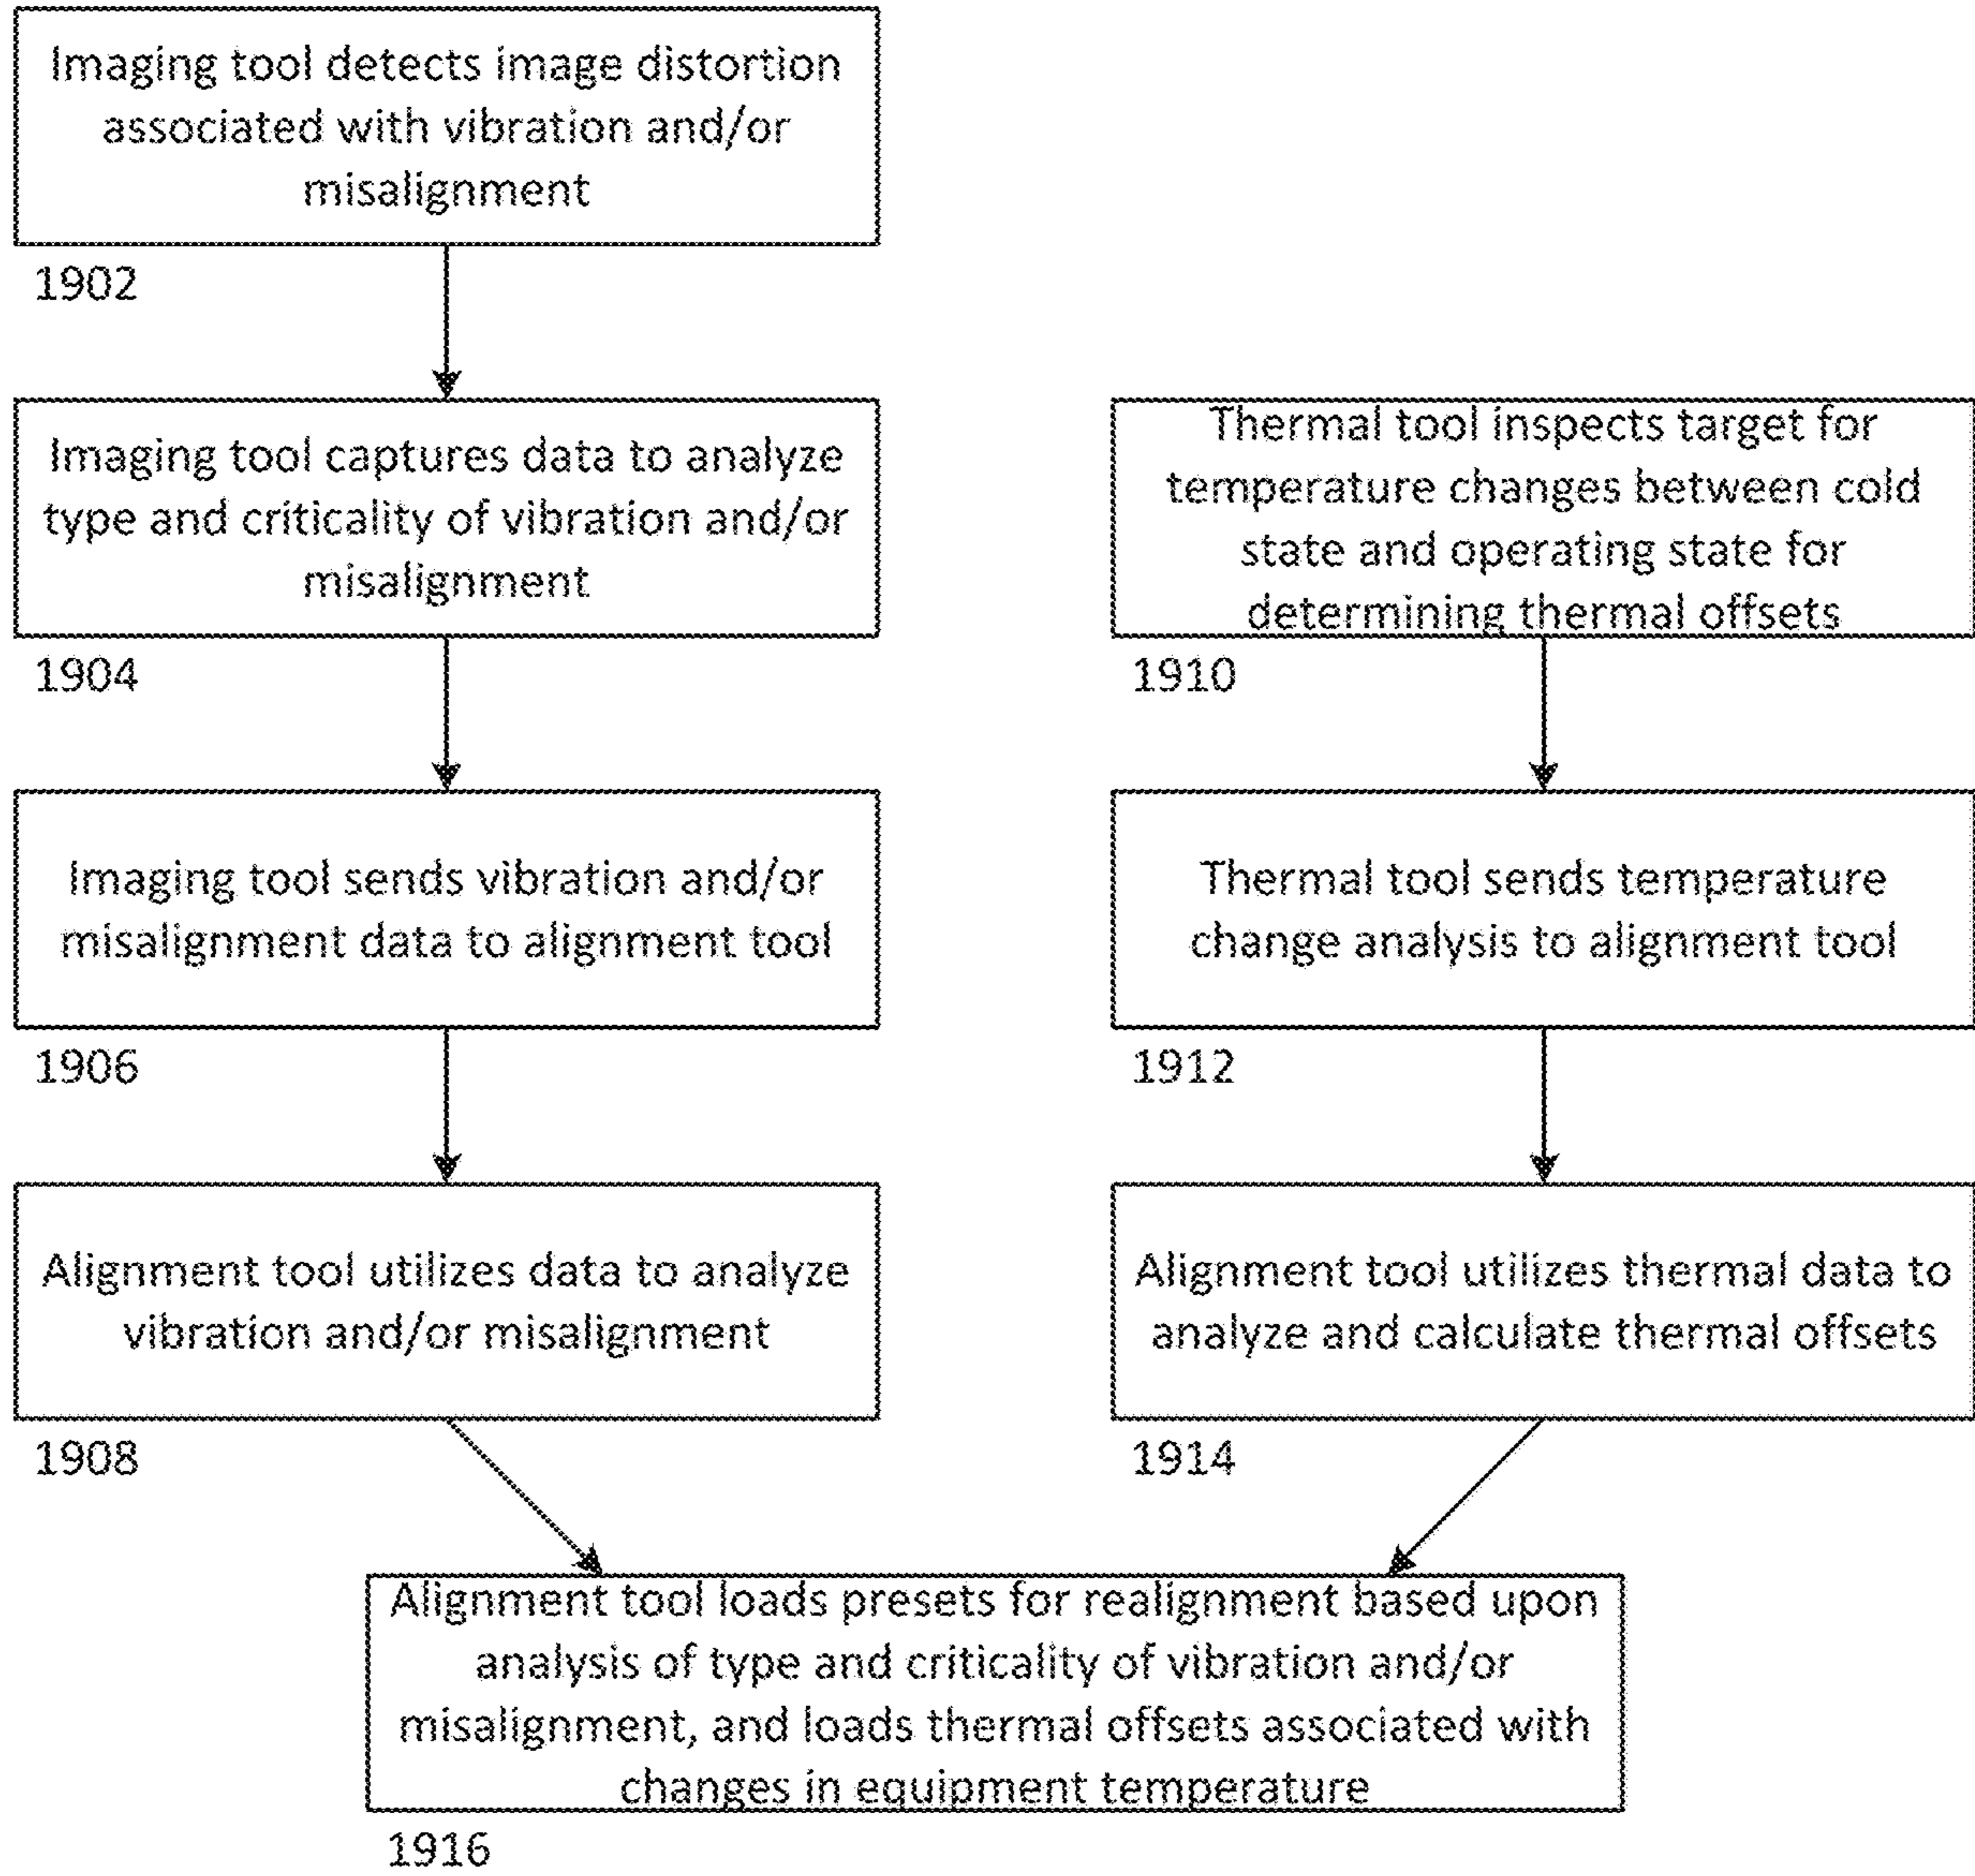 Imaging tool detects image distortion
associated with vibration and/or
misalignment
1902
Imaging tool captures data to analyze
type and criticality of vibration and/or
misalignment
1904
Imaging tool sends vibration and/or
misalignment data to alignment tool
1906
Alignment tool utilizes data to analyze
vibration and/or misalignment
1908
Thermal tool inspects target for
temperature changes between cold
state and operating state for
determining thermal offsets
1910
Thermal tool sends temperature
change analysis to alignment tool
1912
Alignment tool utilizes thermal data to
analyze and calculate thermal offsets
1914
Alignment tool loads presets for realignment based upon
analysis of type and criticality of vibration and/or
misalignment, and loads thermal offsets associated with
changes in equipment temperature
1916